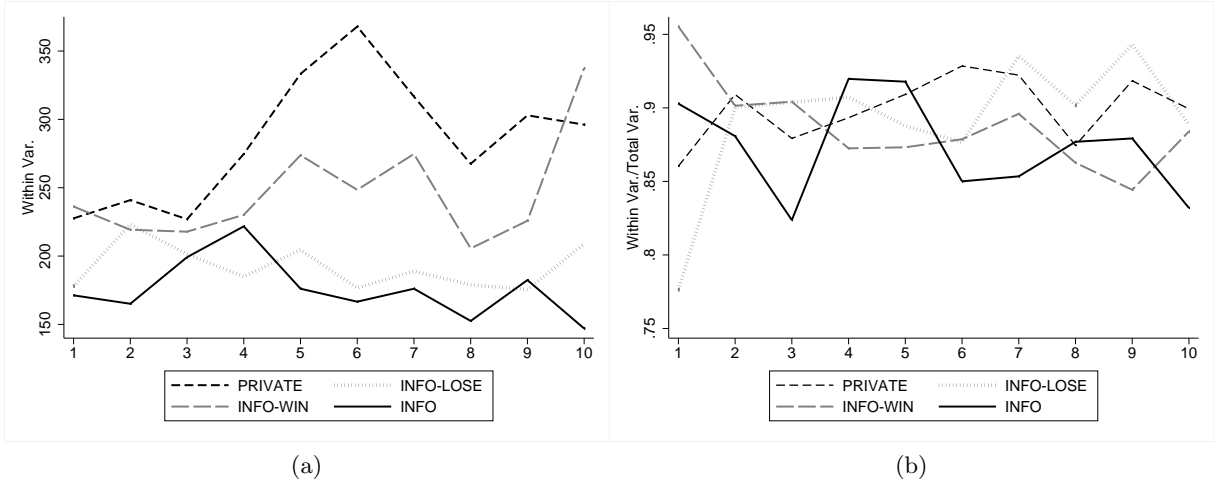 Within Var.
350
300
250
200
150
1 2 3 4 5 6 7 8 9 10
PRIVATE INFO-LOSE
INFO-WIN INFO
(a)
Within Var./Total Var.
.95
.9
.85
.8
.75
1 2 3 4 5 6 7 8 9 10
PRIVATE INFO-LOSE
INFO-WIN INFO
(b)